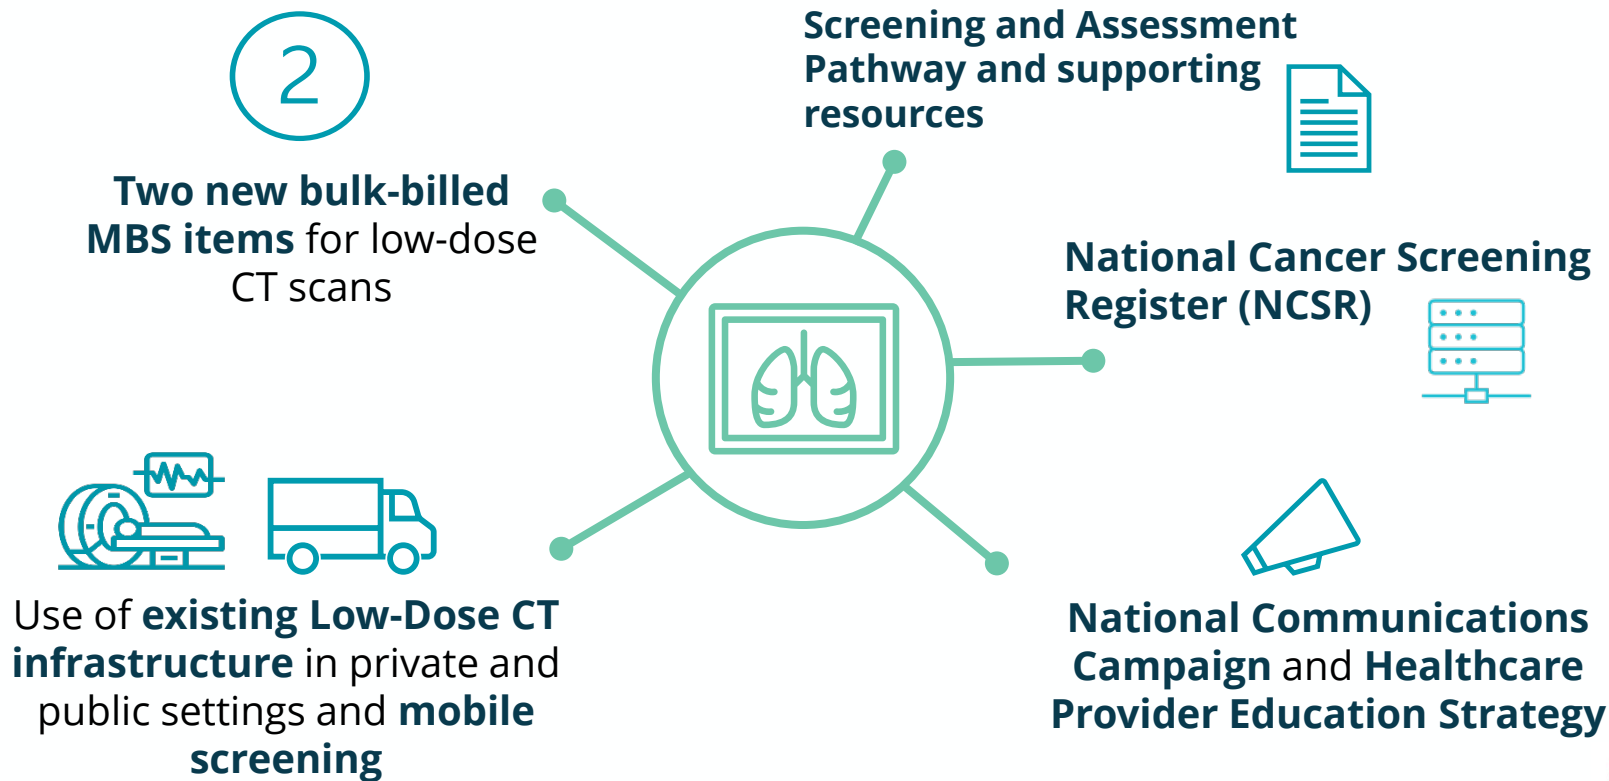 2
Two new bulk-billed
MBS items for low-dose
CT scans
Screening and Assessment
Pathway and supporting
resources
National Cancer Screening
Register (NCSR)
Use of existing Low-Dose CT
infrastructure in private and
public settings and mobile
screening
National Communications
Campaign and Healthcare
Provider Education Strategy